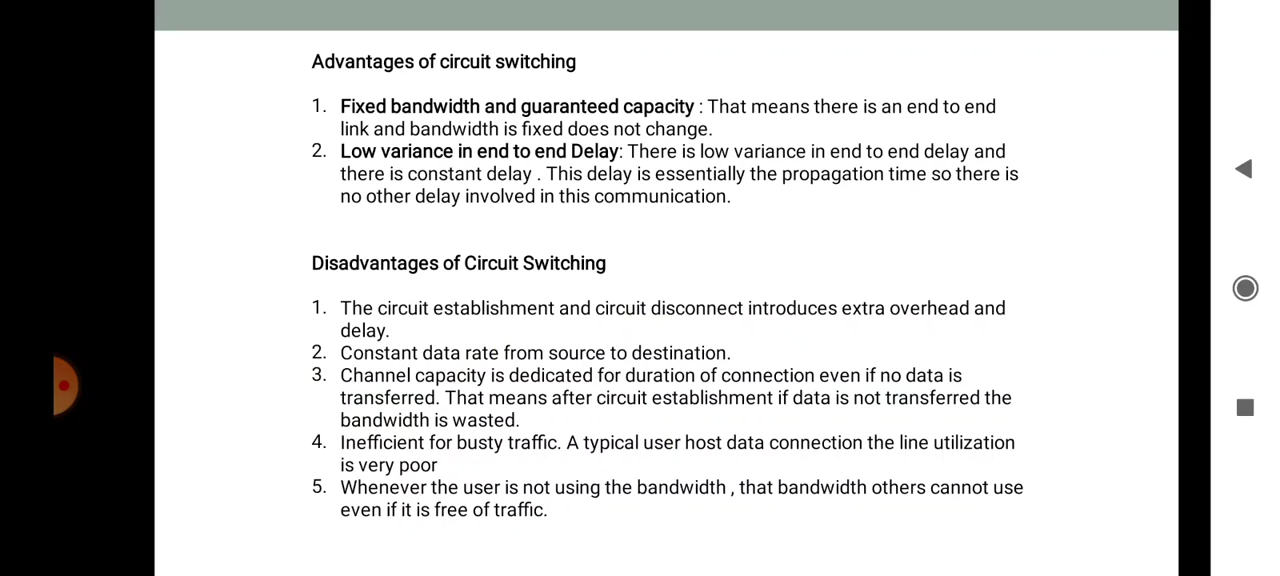 Advantages of circuit switching
1. Fixed bandwidth and guaranteed capacity : That means there is an end to end
link and bandwidth is fixed does not change.
2. Low variance in end to end Delay: There is low variance in end to end delay and
there is constant delay . This delay is essentially the propagation time so there is
no other delay involved in this communication.
Disadvantages of Circuit Switching
1. The circuit establishment and circuit disconnect introduces extra overhead and
delay.
2. Constant data rate from source to destination.
3. Channel capacity is dedicated for duration of connection even if no data is
transferred. That means after circuit establishment if data is not transferred the
bandwidth is wasted.
4. Inefficient for busty traffic. A typical user host data connection the line utilization
is very poor
5. Whenever the user is not using the bandwidth , that bandwidth others cannot use
even if it is free of traffic.